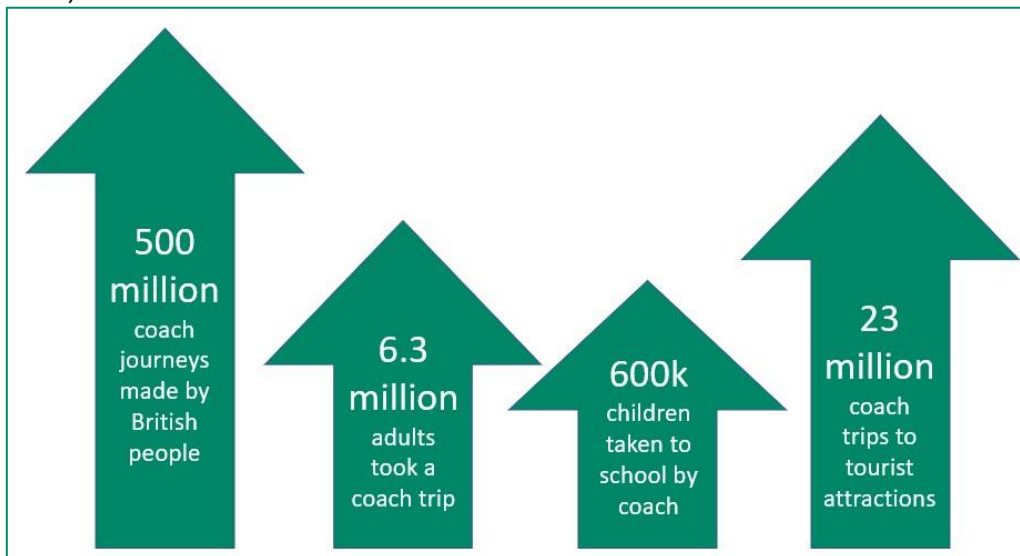 500
million
coach
journeys
made by
British
people
6.3
million
adults
took a
coach trip
600k
children
taken to
school by
coach
23
million
coach
trips to
tourist
attractions